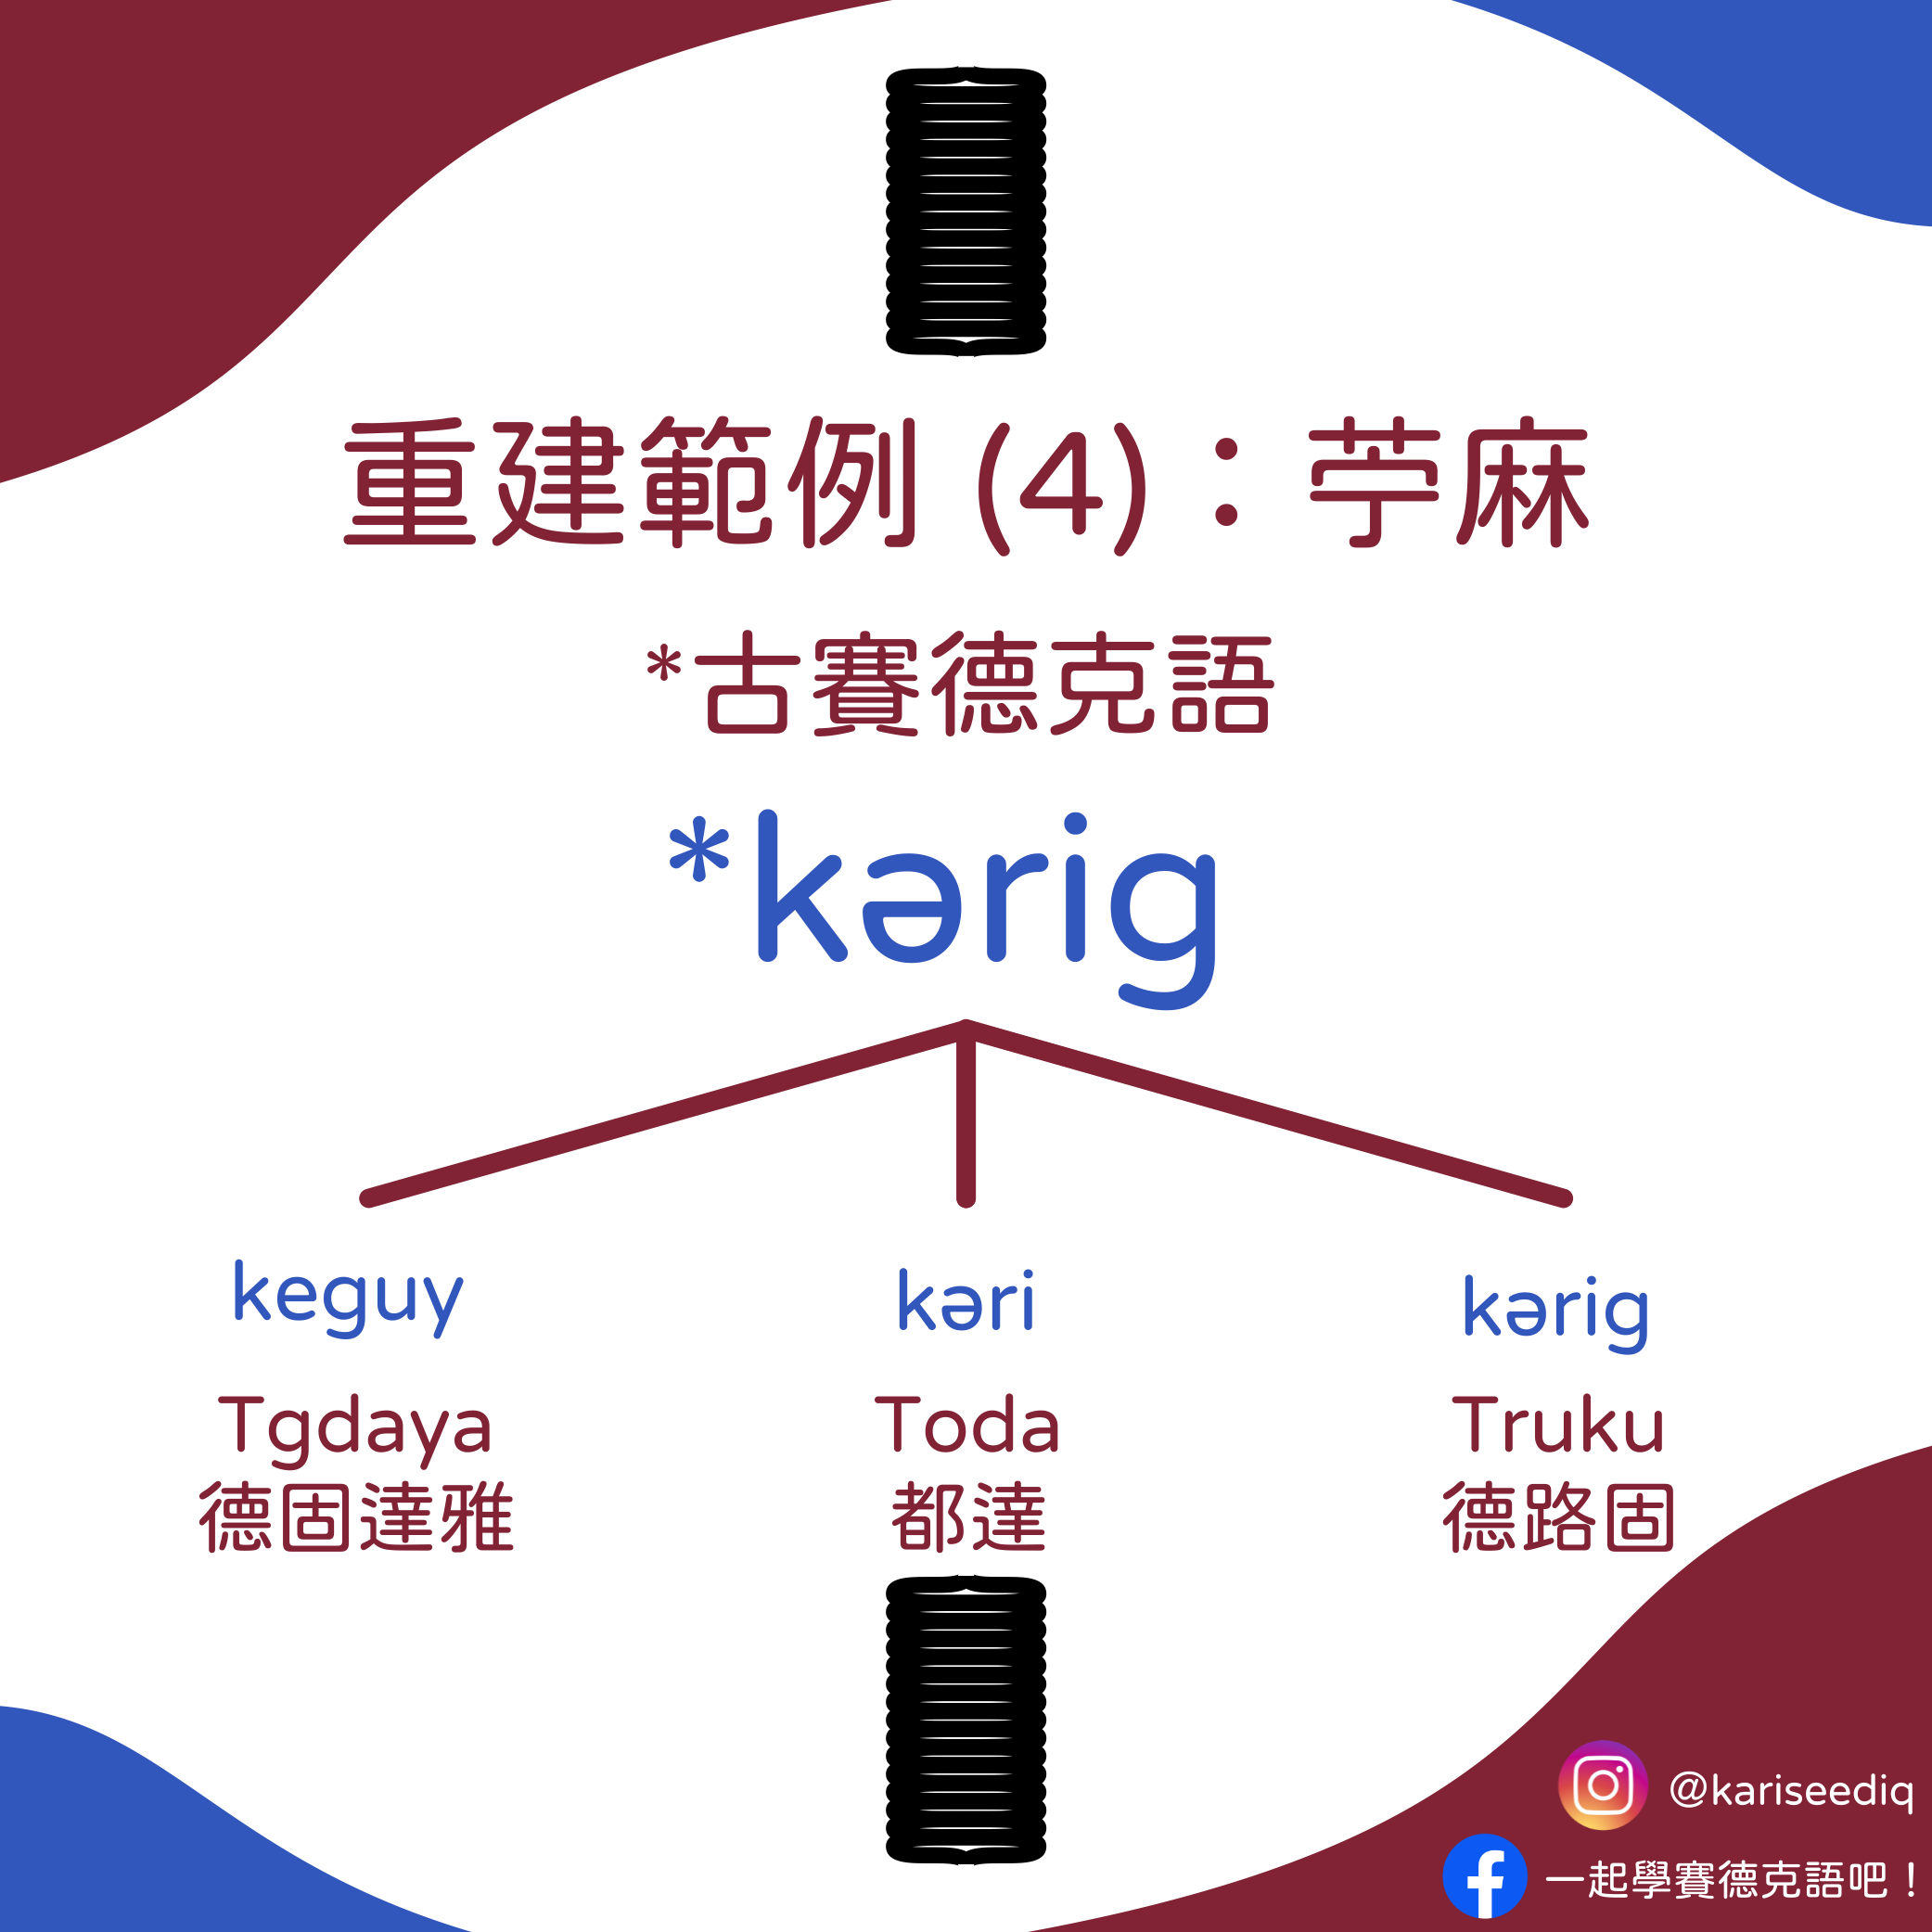 重建範例 (4)：苧麻
*古賽德克語
*kərig
keguy
kəri
kərig
Tgdaya
Toda
Truku
德固達雅
都達
德路固
@kariseediq
一起學賽德克語吧！